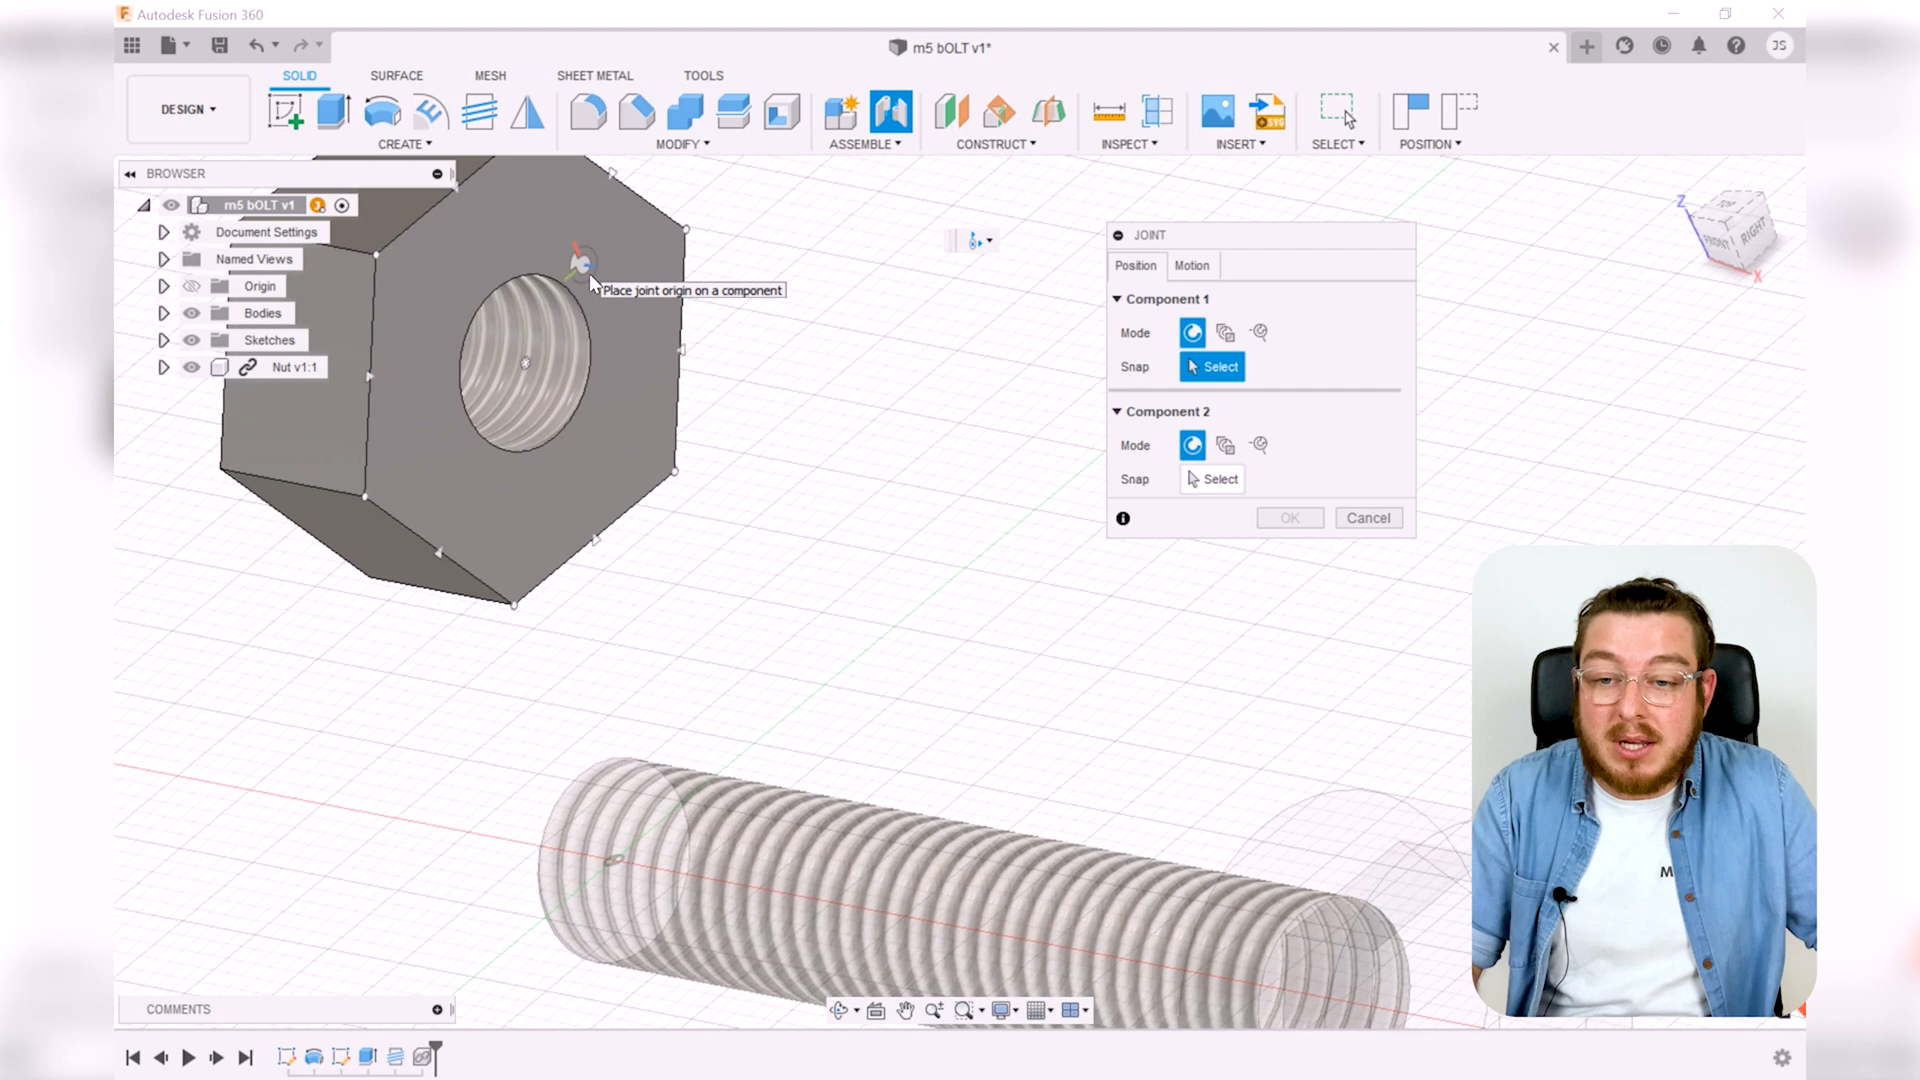 Autodesk Fusion 360
m5 bOLT v1*
JS
DESIGN
SOLID
SURFACE
MESH
SHEET METAL
TOOLS
CREATE
MODIFY
ASSEMBLE
CONSTRUCT
INSPECT
INSERT
SELECT
POSITION
BROWSER
m5 bOLT v1
Document Settings
Named Views
Origin
Bodies
Sketches
Nut v1:1
Place joint origin on a component
JOINT
Position
Motion
Component 1
Mode
Snap
Select
Component 2
Mode
Snap
Select
OK
Cancel
Z
TOP
FRONT
RIGHT
X
M
COMMENTS